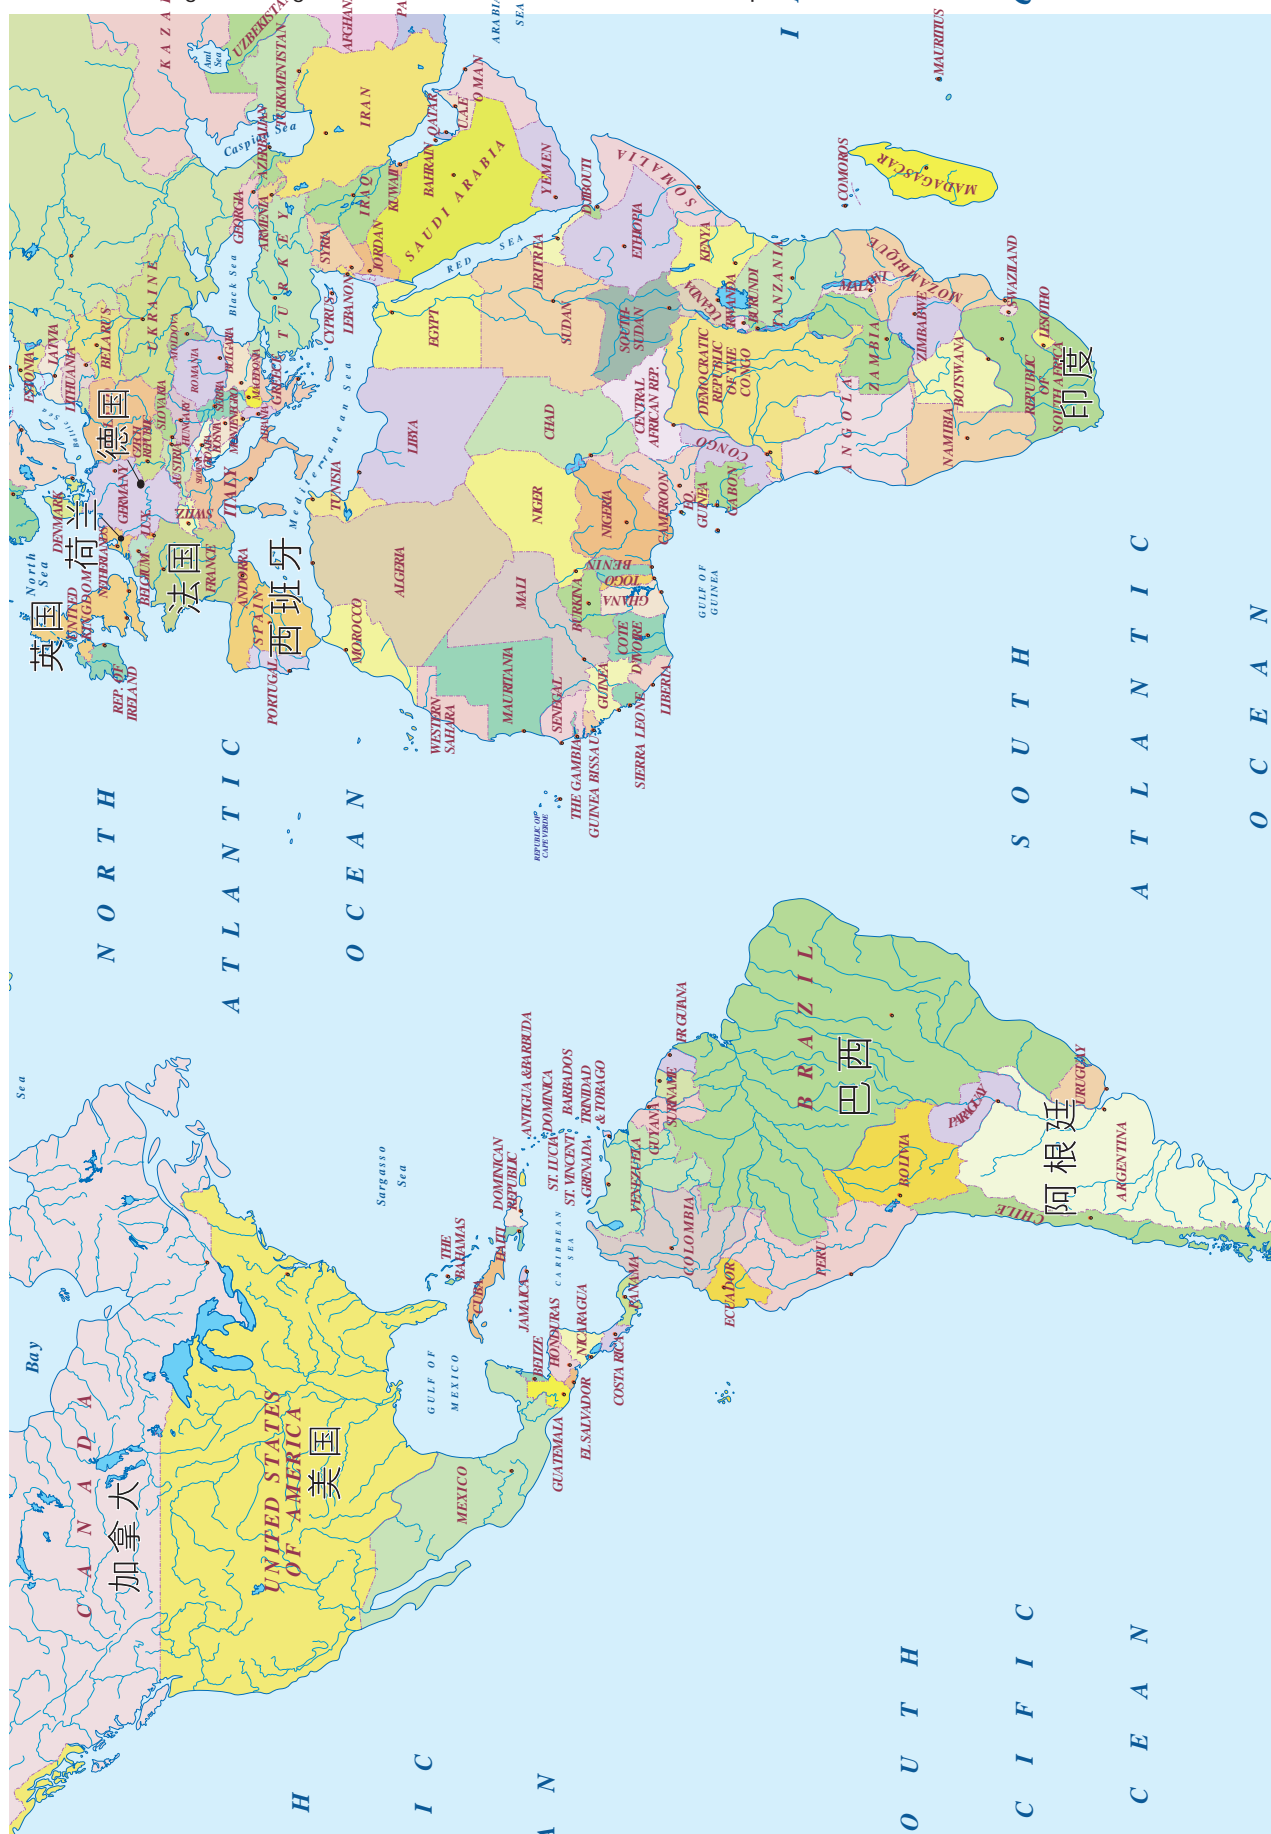 NORTH
ATLANTIC
OCEAN
SOUTH
ATLANTIC
OCEAN
Bay
Sea
CANADA
加拿大
UNITED STATES
OF AMERICA
美国
MEXICO
GULF OF
MEXICO
Sargasso
Sea
THE
BAHAMAS
CUBA
HAITI
DOMINICAN
REPUBLIC
JAMAICA
CARIBBEAN
SEA
ANTIGUA & BARBUDA
DOMINICA
ST. LUCIA
BARBADOS
ST. VINCENT
GRENADA
TRINIDAD
& TOBAGO
BELIZE
HONDURAS
GUATEMALA
EL SALVADOR
NICARAGUA
COSTA RICA
PANAMA
VENEZUELA
GUYANA
SURINAME
FR GUIANA
COLOMBIA
ECUADOR
PERU
BRAZIL
巴西
BOLIVIA
PARAGUAY
URUGUAY
CHILE
阿根廷
ARGENTINA
英国
UNITED
KINGDOM
REP. OF
IRELAND
North
Sea
DENMARK
荷兰
NETHERLANDS
BELGIUM
LUX.
GERMANY
德国
法国
FRANCE
SWITZ
ANDORRA
SPAIN
西班牙
PORTUGAL
ITALY
AUSTRIA
CZECH
REPUBLIC
SLOVAKIA
HUNGARY
ROMANIA
MOLDOVA
BULGARIA
MACEDONIA
ALBANIA
GREECE
ESTONIA
LATVIA
LITHUANIA
BELARUS
UKRAINE
Baltic Sea
Black Sea
GEORGIA
ARMENIA
AZERBAIJAN
Caspian Sea
Aral
Sea
UZBEKISTAN
TURKMENISTAN
TURKEY
CYPRUS
LEBANON
SYRIA
IRAQ
JORDAN
KUWAIT
IRAN
BAHRAIN
QATAR
U.A.E
OMAN
SAUDI ARABIA
YEMEN
RED SEA
Mediterranean Sea
MOROCCO
ALGERIA
TUNISIA
LIBYA
EGYPT
WESTERN
SAHARA
MAURITANIA
MALI
NIGER
CHAD
SUDAN
ERITREA
DJIBOUTI
SOMALIA
ETHIOPIA
SOUTH
SUDAN
SENEGAL
THE GAMBIA
GUINEA BISSAU
GUINEA
SIERRA LEONE
LIBERIA
COTE
D'IVOIRE
BURKINA
GHANA
TOGO
BENIN
NIGERIA
CAMEROON
CENTRAL
AFRICAN REP.
REPUBLIC OF
CAPE VERDE
GULF OF
GUINEA
EQ.
GUINEA
GABON
CONGO
DEMOCRATIC
REPUBLIC
OF THE
CONGO
UGANDA
KENYA
RWANDA
BURUNDI
TANZANIA
ANGOLA
ZAMBIA
MALAWI
MOZAMBIQUE
ZIMBABWE
BOTSWANA
NAMIBIA
REPUBLIC
OF
SOUTH AFRICA
印度
SWAZILAND
LESOTHO
COMOROS
MADAGASCAR
MAURITIUS